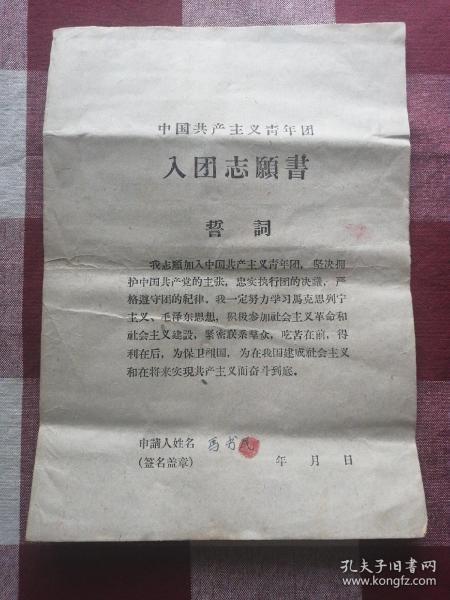 中国共产主义青年团
入团志願書
誓詞
我志願加入中国共产主义青年团，坚决拥
护中国共产党的主张，忠实执行团的决議，严
格遵守团的紀律。我一定努力学习馬克思列宁
主义、毛泽东思想，积极参加社会主义革命和
社会主义建設，紧密联系羣众，吃苦在前，得
利在后，为保卫祖国，为在我国建成社会主义
和在将来实现共产主义而奋斗到底。
申請人姓名 馬书民
(签名盖章) 年 月 日
孔夫子旧书网
www.kongfz.com